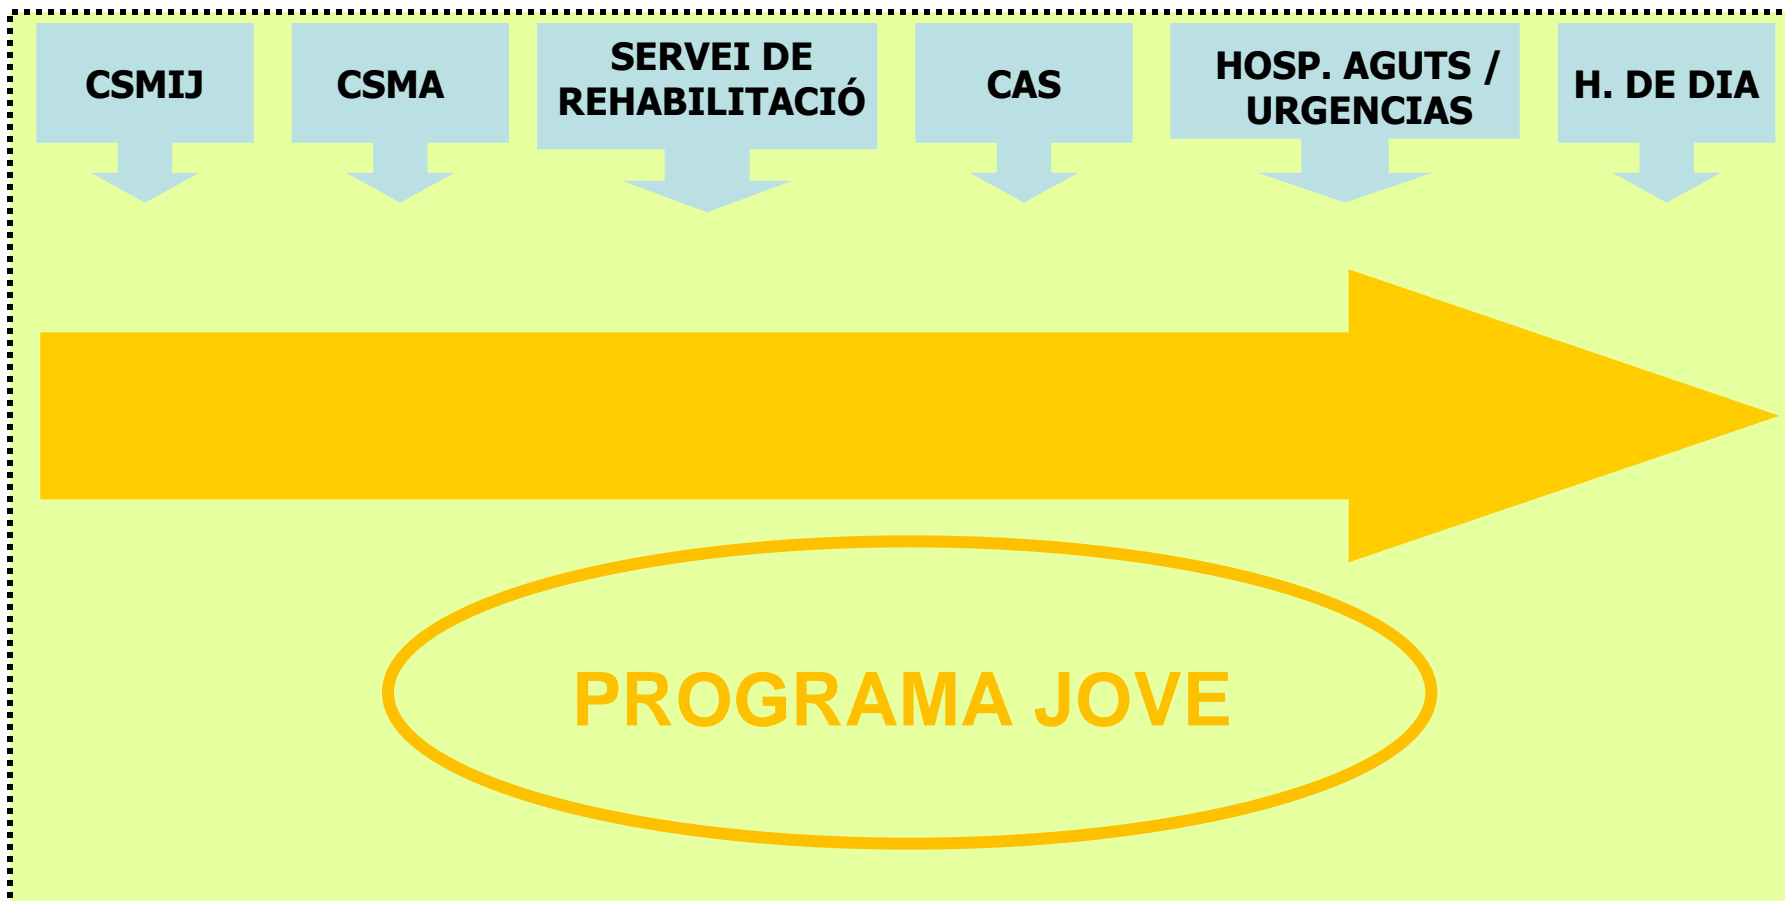 CSMIJ
CSMA
SERVEI DE
REHABILITACIÓ
CAS
HOSP. AGUTS /
URGENCIAS
H. DE DIA
PROGRAMA JOVE